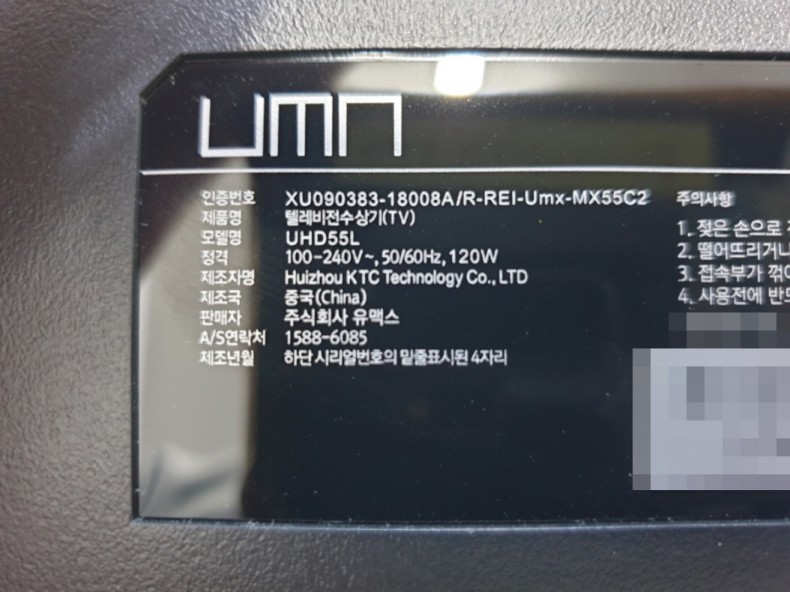 umn
인증번호 XU090383-18008A/R-REI-Umx-MX55C2
제품명 텔레비전수상기(TV)
모델명 UHD55L
정격 100-240V~, 50/60Hz, 120W
제조자명 Huizhou KTC Technology Co., LTD
제조국 중국(China)
판매자 주식회사 유맥스
A/S연락처 1588-6085
제조년월 하단 시리얼번호의 밑줄표시된 4자리
주의사항
1. 젖은 손으로
2. 떨어뜨리거나
3. 접속부가 꺾이
4. 사용전에 반드